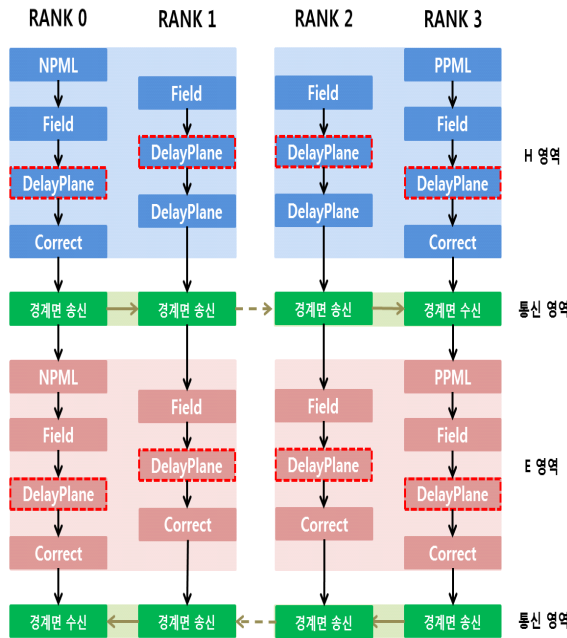 RANK 0 RANK 1 RANK 2 RANK 3
NPML PPML
Field Field
Field Field
DelayPlane DelayPlane
DelayPlane DelayPlane
H 영역
DelayPlane DelayPlane
Correct Correct
경계면 송신 경계면 송신 경계면 송신 경계면 수신 통신 영역
NPML PPML
Field Field
Field Field
DelayPlane DelayPlane
E 영역
DelayPlane DelayPlane
Correct Correct
Correct Correct
경계면 수신 경계면 송신 경계면 송신 경계면 송신 통신 영역